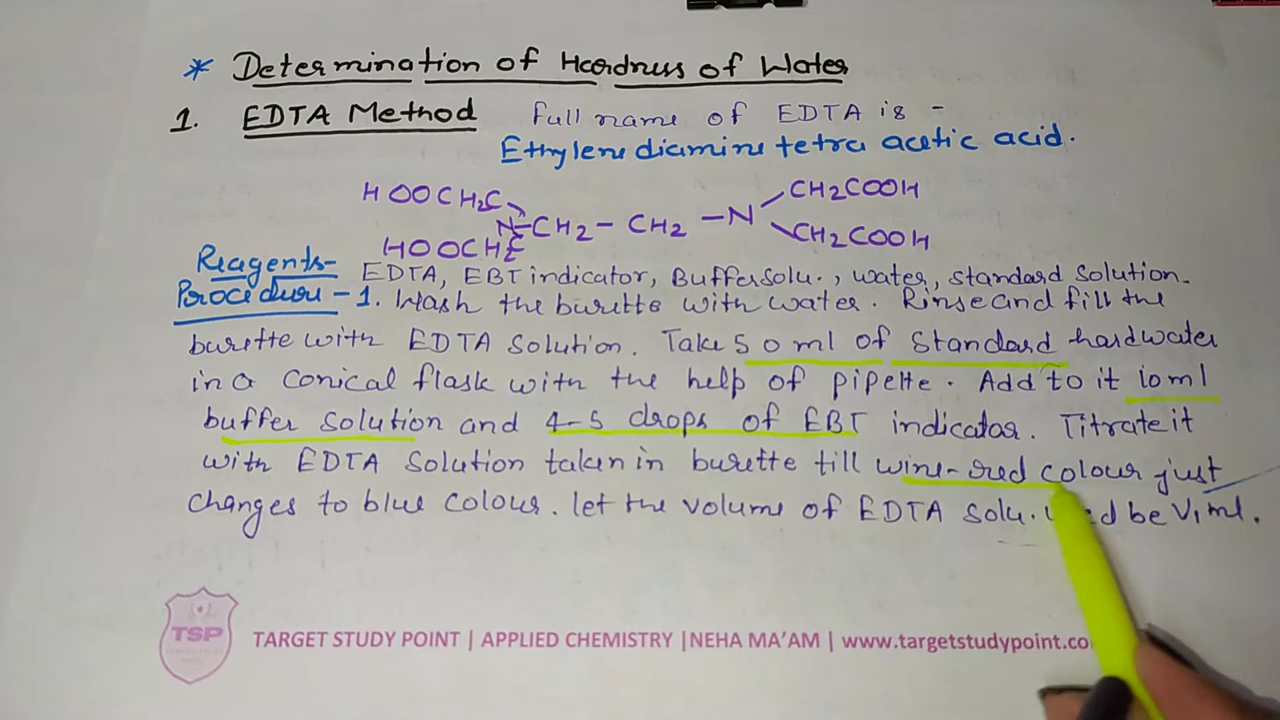 * Determination of Hardness of Water
1. EDTA Method Full name of EDTA is -
Ethylene diamine tetra acetic acid.
HOOCH2C CH2COOH
N-CH2- CH2 -N
HOOCH2C CH2COOH
Reagents- EDTA, EBT indicator, Buffer solu., water, standard solution.
Procedure - 1. Wash the burette with water. Rinse and fill the
burette with EDTA solution. Take 50 ml of Standard hard water
in a conical flask with the help of pipette. Add to it 10 ml
buffer solution and 4-5 drops of EBT indicator. Titrate it
with EDTA solution taken in burette till wine-red colour just
changes to blue colour. let the volume of EDTA solu. be V1 ml.
TSP
TARGET STUDY POINT | APPLIED CHEMISTRY |NEHA MA'AM | www.targetstudypoint.co